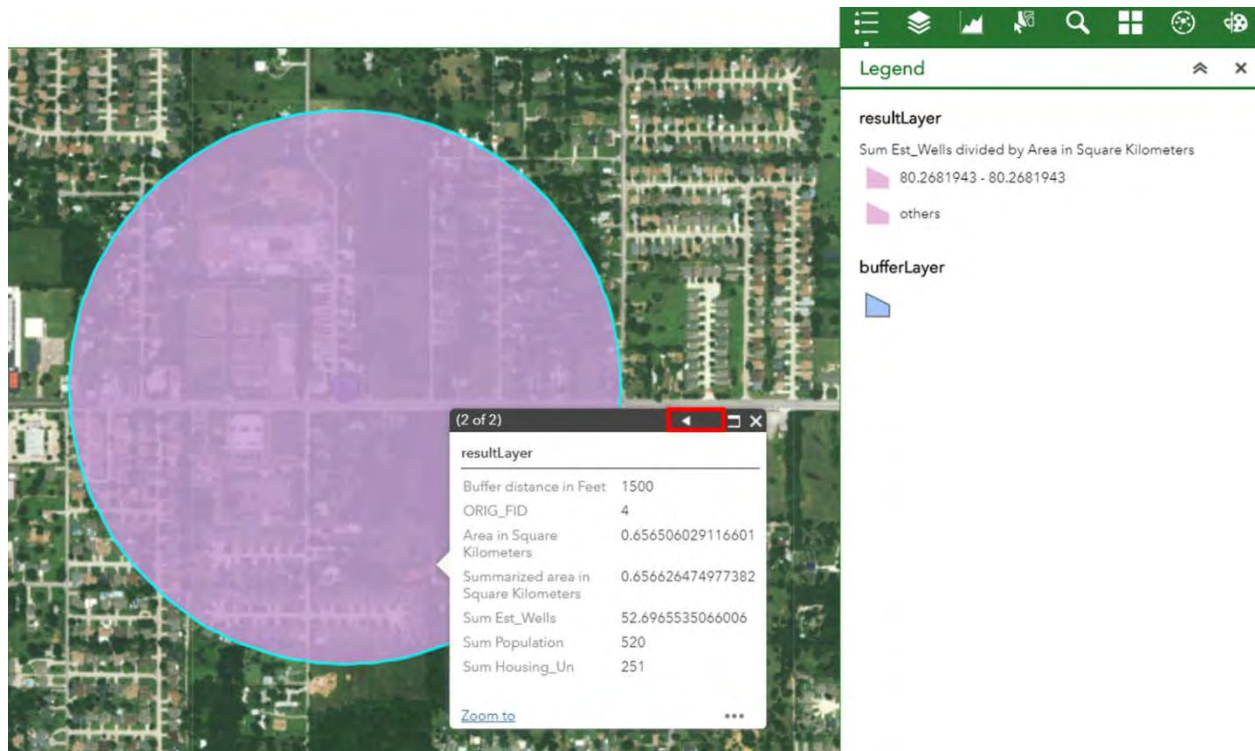 Legend
resultLayer
Sum Est_Wells divided by Area in Square Kilometers
80.2681943 - 80.2681943
others
bufferLayer
(2 of 2)
resultLayer
Buffer distance in Feet 1500
ORIG_FID 4
Area in Square 0.656506029116601
Kilometers
Summarized area in 0.656626474977382
Square Kilometers
Sum Est_Wells 52.6965535066006
Sum Population 520
Sum Housing_Un 251
Zoom to